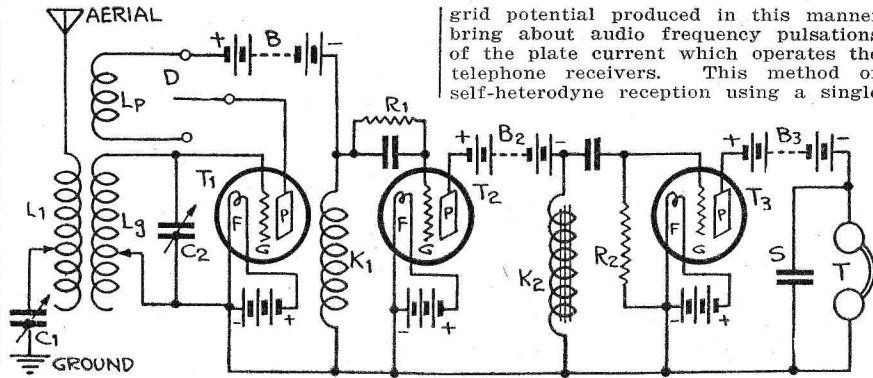 AERIAL
grid potential produced in this manner
bring about audio frequency pulsations
of the plate current which operates the
telephone receivers. This method of
self-heterodyne reception using a single
+ B -
D
LP
R1
+ B2 -
+ B3 -
L1
Lg
C2
T1
F
G
P
K1
T2
F
G
P
K2
R2
T3
F
G
P
S
T
- +
- +
- +
C1
GROUND